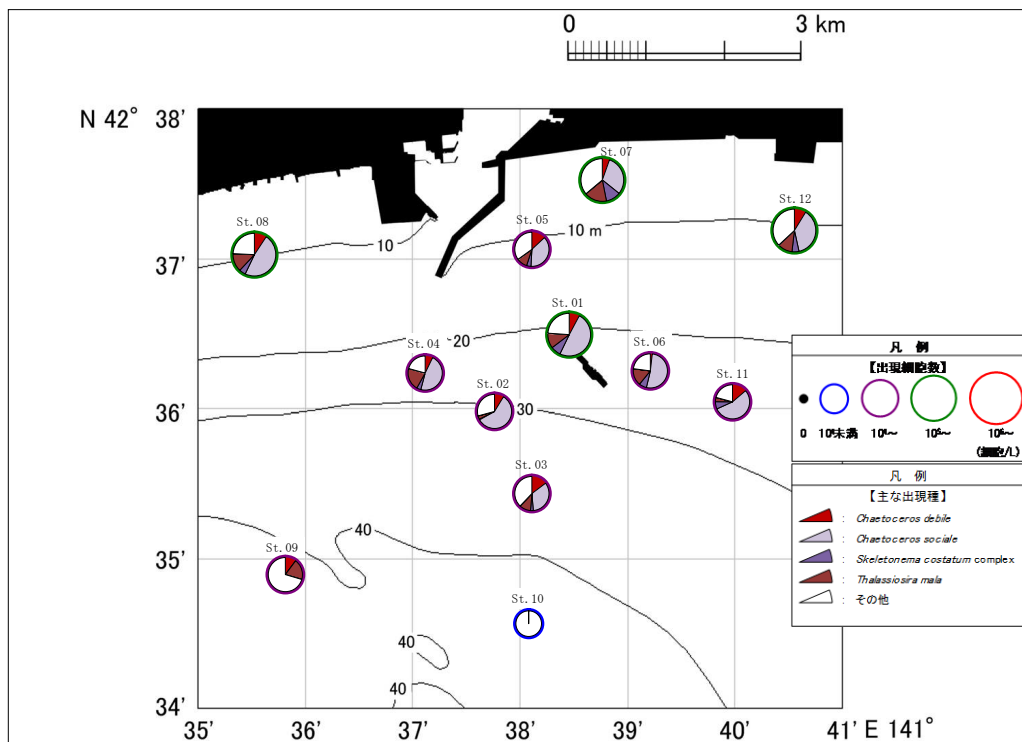 0 3 km
N 42° 38'
St. 07
St. 12
St. 08
St. 05
10 m
10
37'
St. 01
20
St. 04
St. 06
St. 11
St. 02
36'
30
St. 03
40
St. 09
35'
St. 10
40
40
34'
35' 36' 37' 38' 39' 40' 41' E 141°
凡 例
【出現細胞数】
0 10⁴未満 10⁴~ 10⁵~ 10⁶~
(細胞/L)
凡 例
【主な出現種】
: Chaetoceros debile
: Chaetoceros sociale
: Skeletonema costatum complex
: Thalassiosira mala
: その他